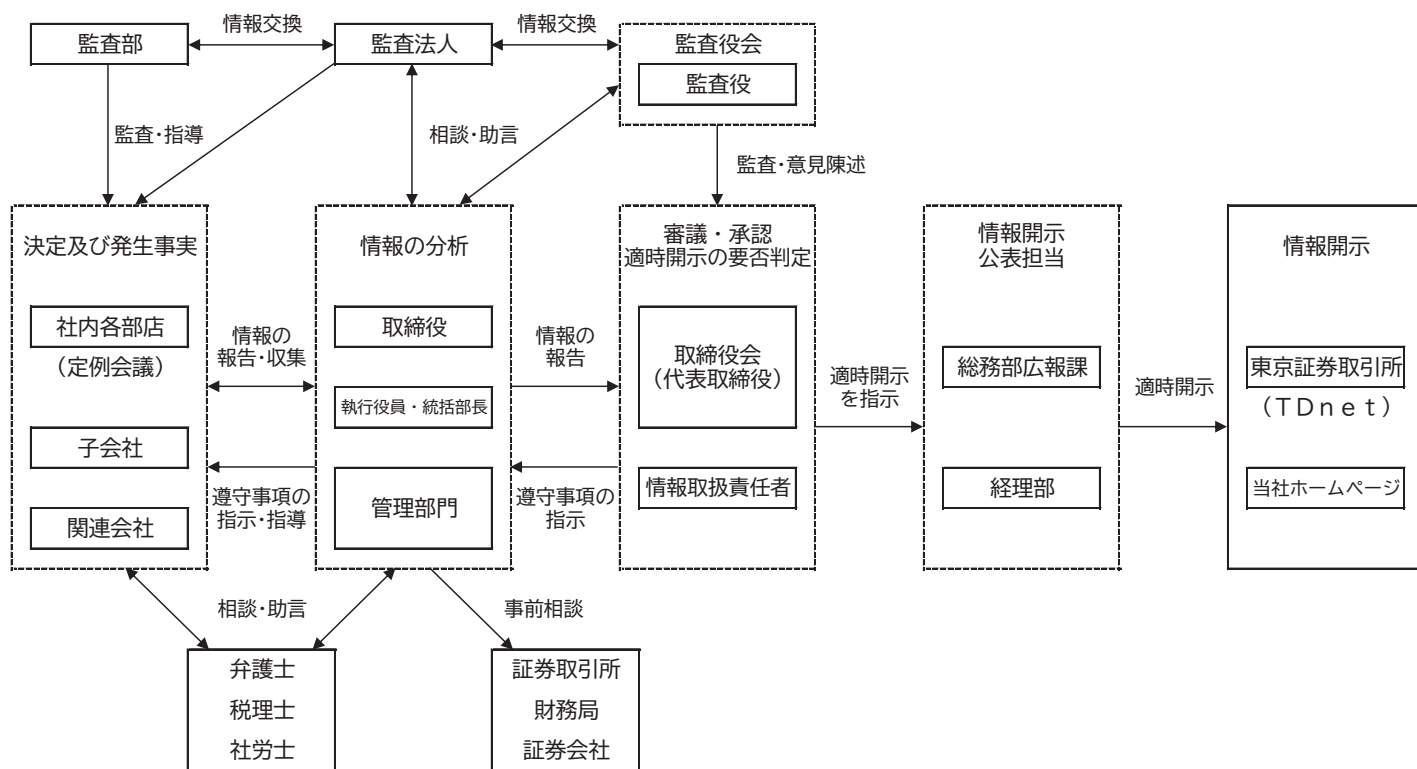 情報交換
情報交換
監査部
監査法人
監査役会
監査役
監査・指導
相談・助言
監査・意見陳述
決定及び発生事実
社内各部店
（定例会議）
子会社
関連会社
情報の
報告・収集
遵守事項の
指示・指導
情報の分析
取締役
執行役員・統括部長
管理部門
情報の
報告
遵守事項の
指示
審議・承認
適時開示の要否判定
取締役会
（代表取締役）
情報取扱責任者
適時開示
を指示
情報開示
公表担当
総務部広報課
経理部
適時開示
情報開示
東京証券取引所
（ＴＤｎｅｔ）
当社ホームページ
相談・助言
事前相談
弁護士
税理士
社労士
証券取引所
財務局
証券会社